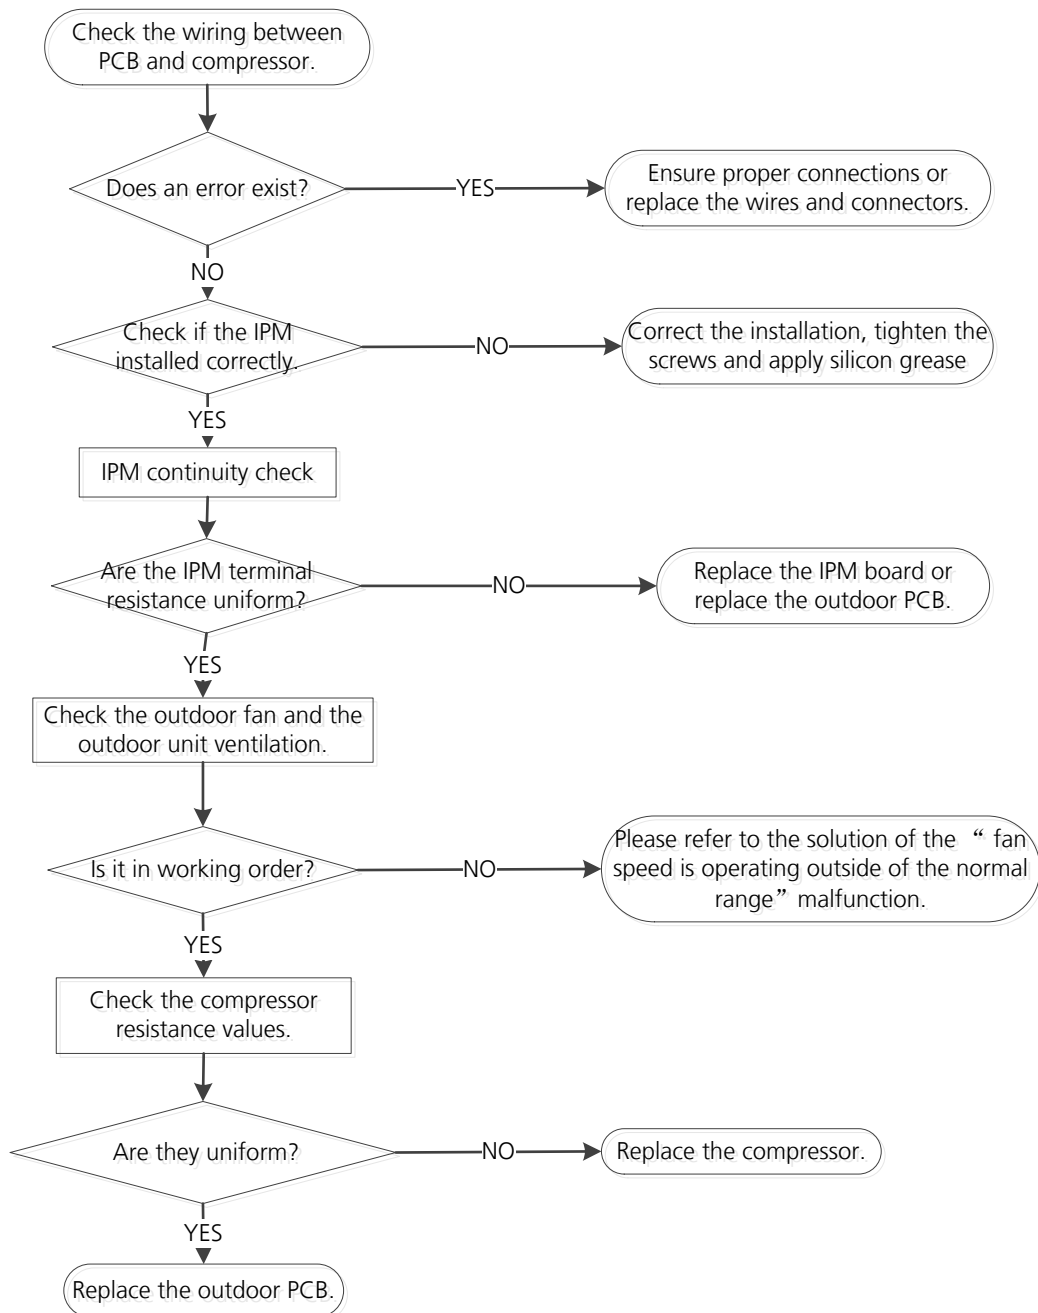 Check the wiring between
PCB and compressor.
Does an error exist?
YES
Ensure proper connections or
replace the wires and connectors.
NO
Check if the IPM
installed correctly.
NO
Correct the installation, tighten the
screws and apply silicon grease
YES
IPM continuity check
Are the IPM terminal
resistance uniform?
NO
Replace the IPM board or
replace the outdoor PCB.
YES
Check the outdoor fan and the
outdoor unit ventilation.
Is it in working order?
NO
Please refer to the solution of the “ fan
speed is operating outside of the normal
range” malfunction.
YES
Check the compressor
resistance values.
Are they uniform?
NO
Replace the compressor.
YES
Replace the outdoor PCB.